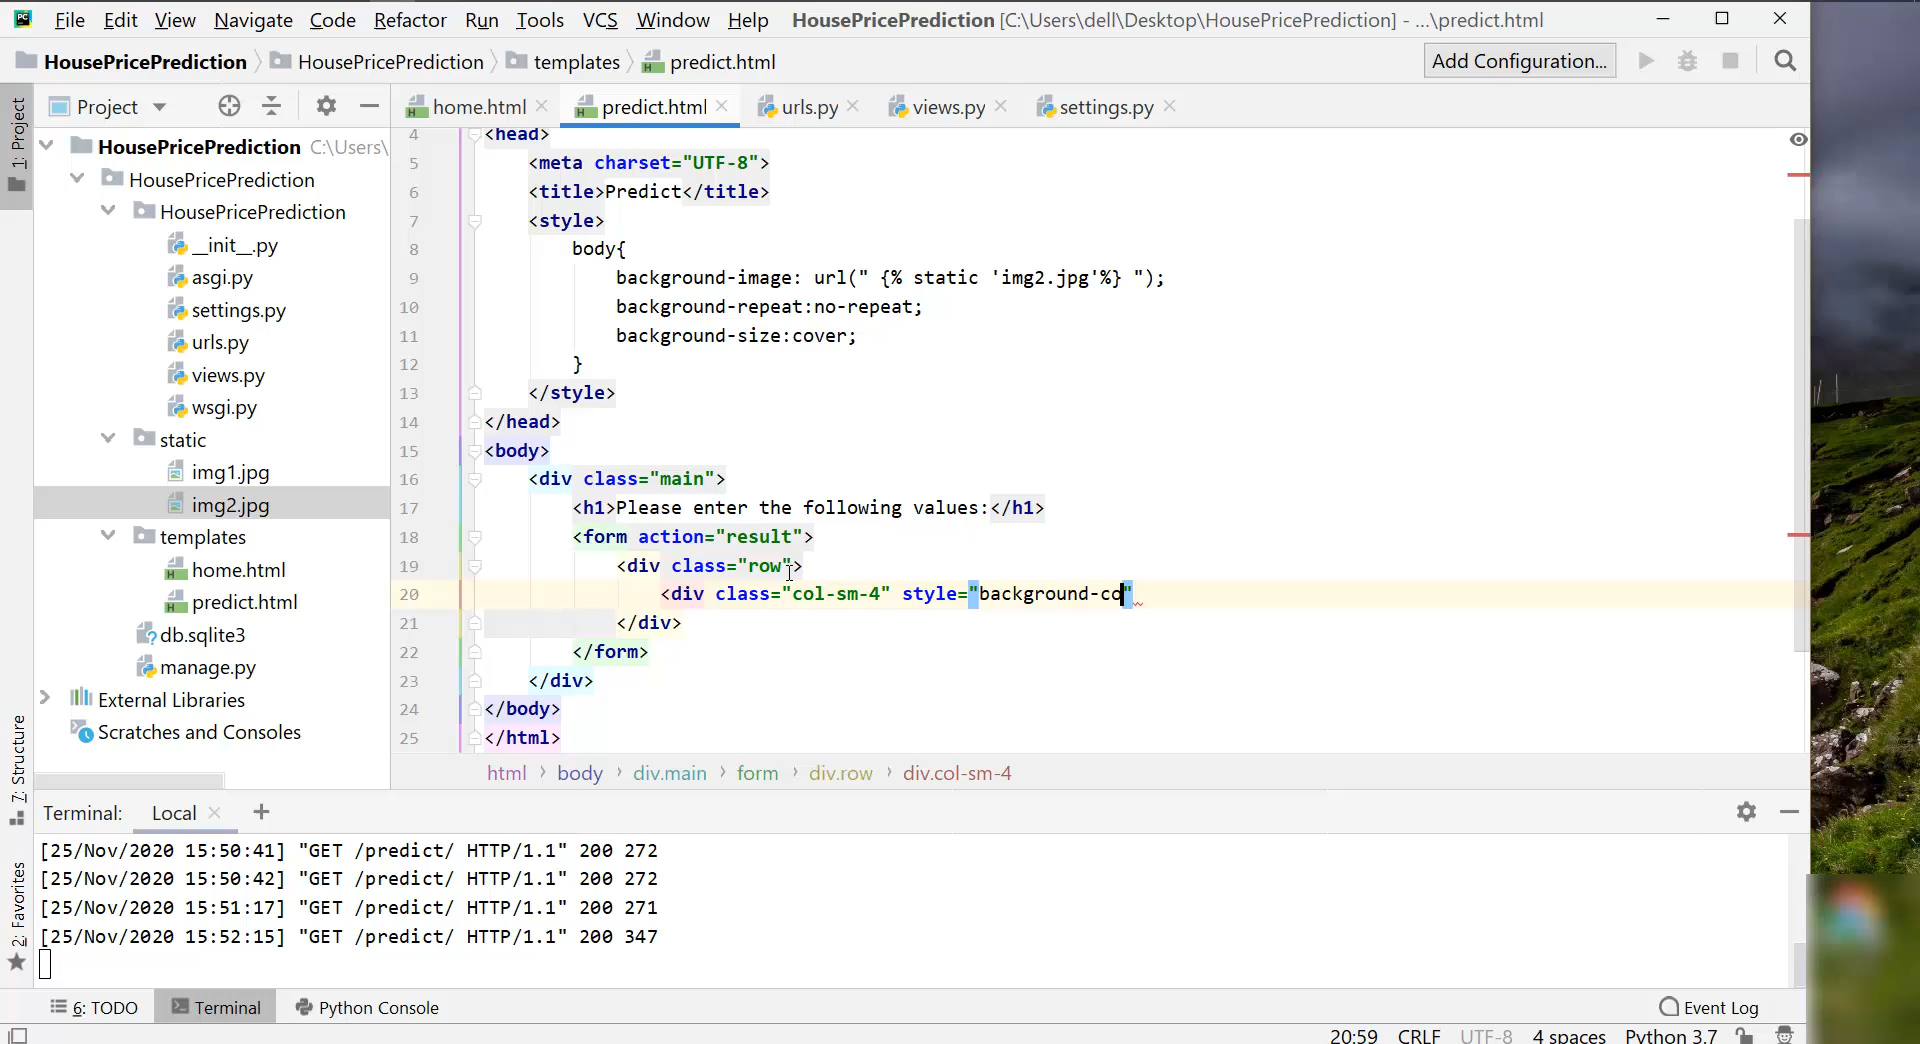 File Edit View Navigate Code Refactor Run Tools VCS Window Help HousePricePrediction [C:\Users\dell\Desktop\HousePricePrediction] - ...\predict.html
HousePricePrediction HousePricePrediction templates predict.html Add Configuration...
Project home.html predict.html urls.py views.py settings.py
1: Project
HousePricePrediction C:\Users\
HousePricePrediction
HousePricePrediction
__init__.py
asgi.py
settings.py
urls.py
views.py
wsgi.py
static
img1.jpg
img2.jpg
templates
home.html
predict.html
db.sqlite3
manage.py
External Libraries
Scratches and Consoles
7: Structure
2: Favorites
4 <head>
5 <meta charset="UTF-8">
6 <title>Predict</title>
7 <style>
8 body{
9 background-image: url(" {% static 'img2.jpg'%} ");
10 background-repeat:no-repeat;
11 background-size:cover;
12 }
13 </style>
14 </head>
15 <body>
16 <div class="main">
17 <h1>Please enter the following values:</h1>
18 <form action="result">
19 <div class="row">
20 <div class="col-sm-4" style="background-co"
21 </div>
22 </form>
23 </div>
24 </body>
25 </html>
html body div.main form div.row div.col-sm-4
Terminal: Local
[25/Nov/2020 15:50:41] "GET /predict/ HTTP/1.1" 200 272
[25/Nov/2020 15:50:42] "GET /predict/ HTTP/1.1" 200 272
[25/Nov/2020 15:51:17] "GET /predict/ HTTP/1.1" 200 271
[25/Nov/2020 15:52:15] "GET /predict/ HTTP/1.1" 200 347
6: TODO Terminal Python Console Event Log
20:59 CRLF UTF-8 4 spaces Python 3.7